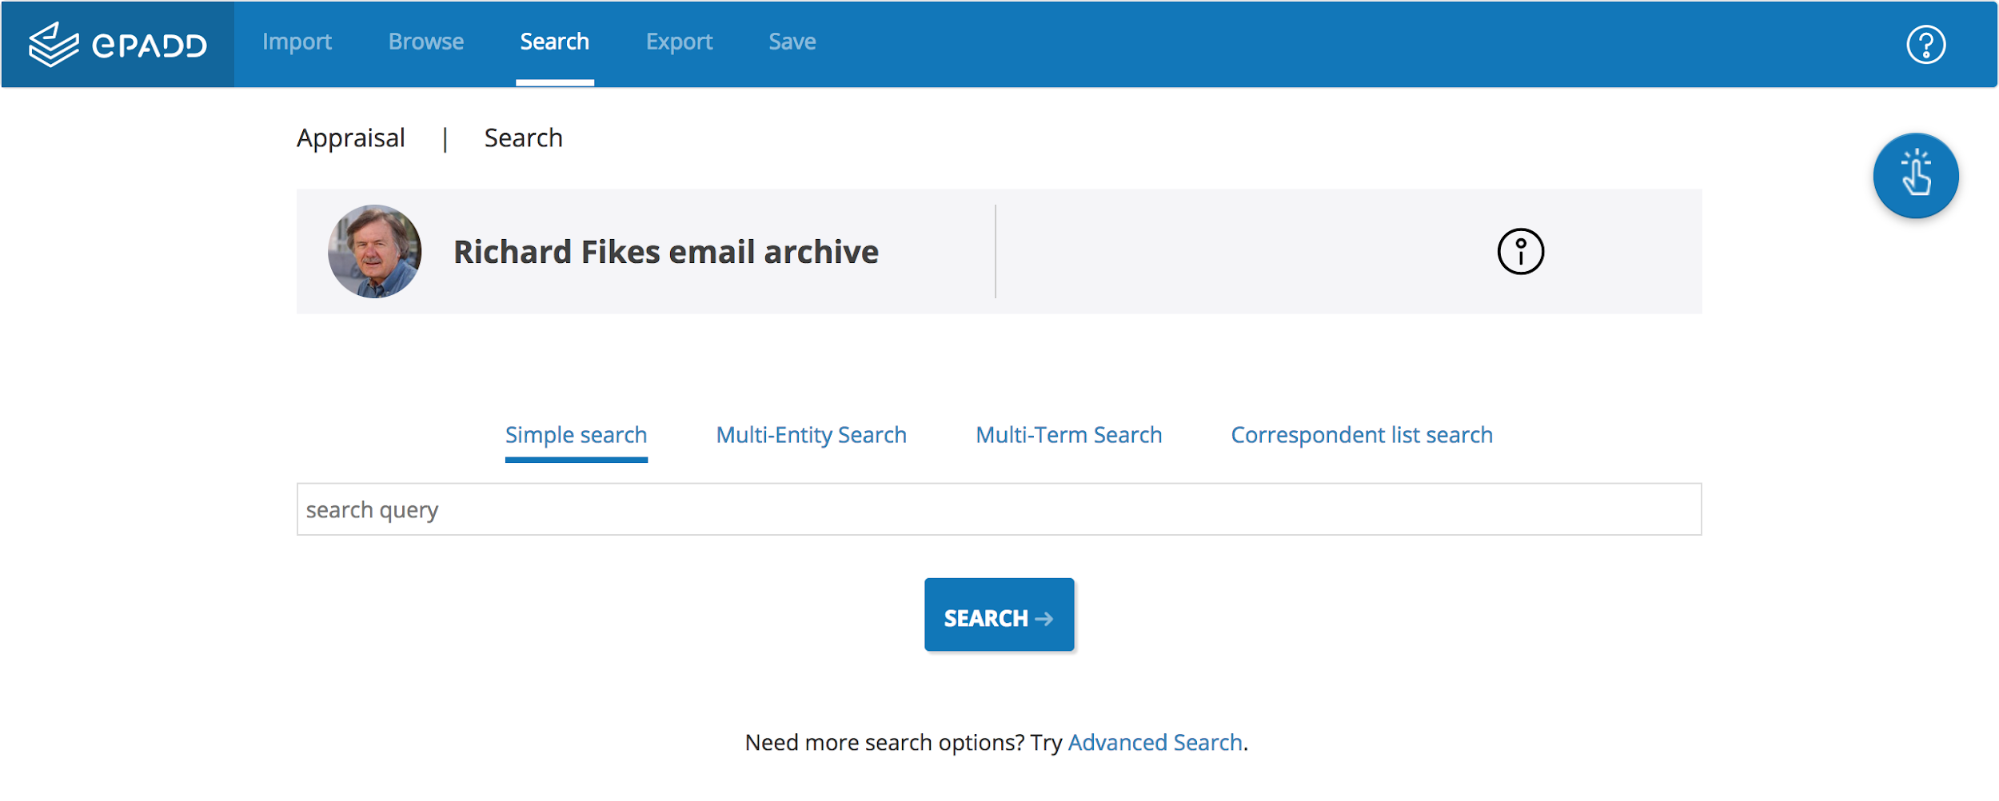 ePADD Import Browse Search Export Save ?
Appraisal | Search
Richard Fikes email archive
Simple search Multi-Entity Search Multi-Term Search Correspondent list search
search query
SEARCH →
Need more search options? Try Advanced Search.